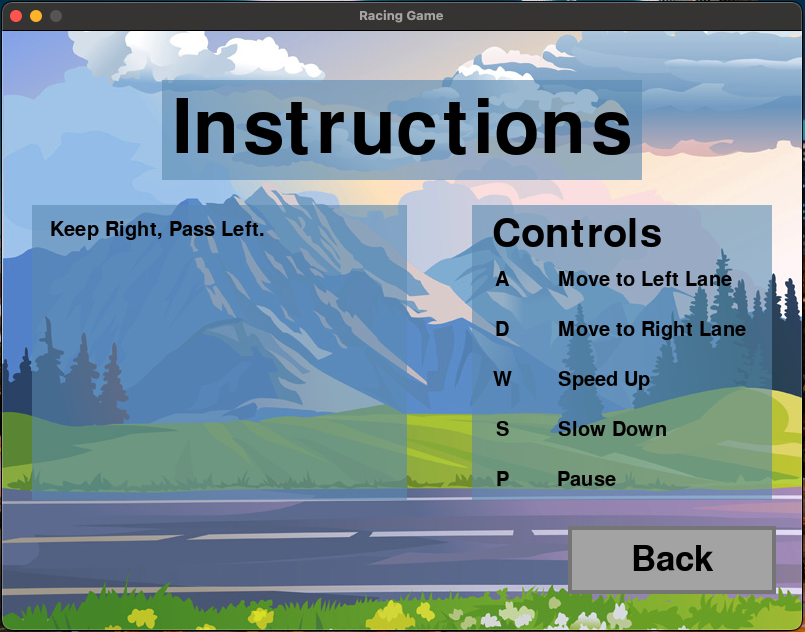 Racing Game
Instructions
Keep Right, Pass Left.
Controls
A Move to Left Lane
D Move to Right Lane
W Speed Up
S Slow Down
P Pause
Back